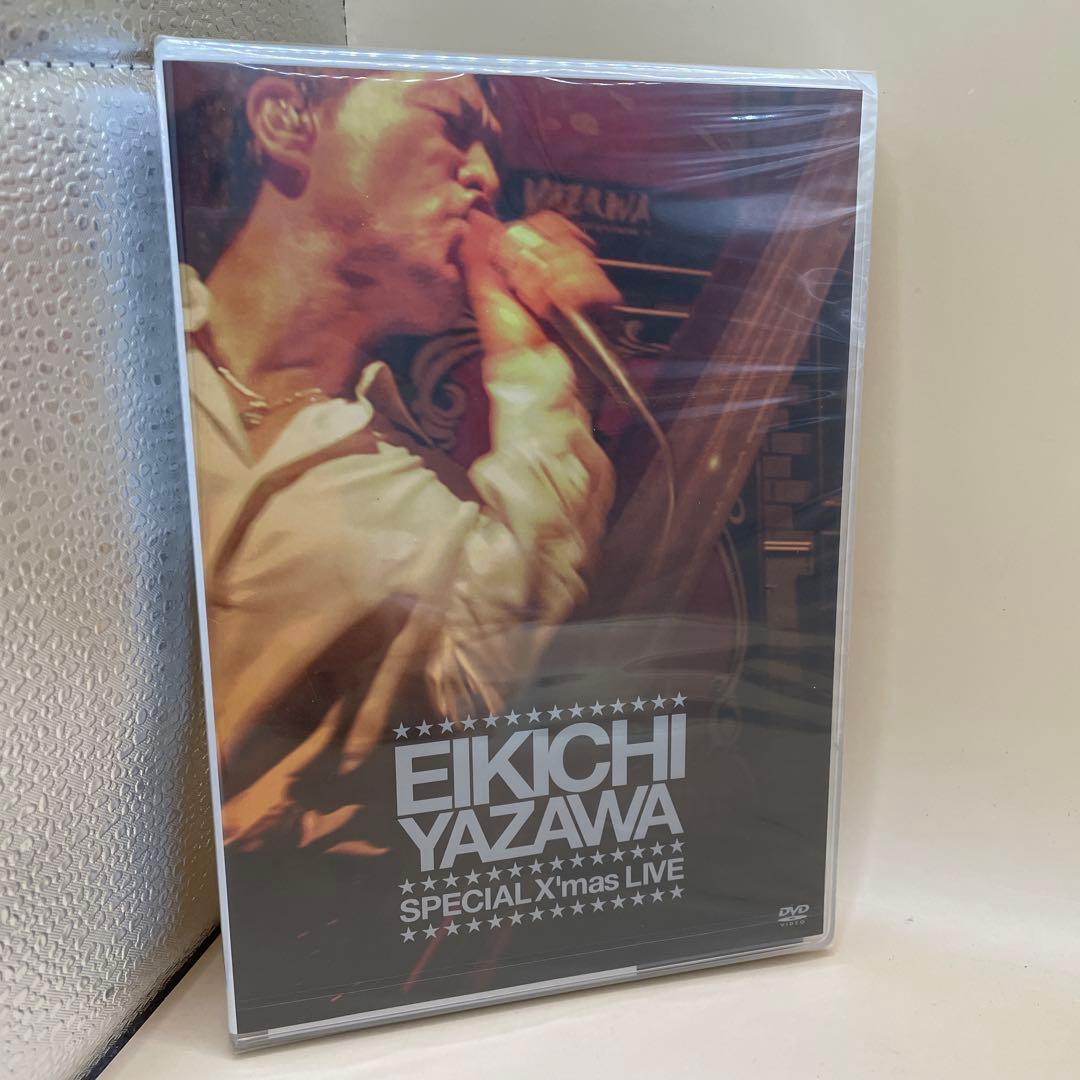 YAZAWA
EIKICHI
YAZAWA
SPECIAL X'mas LIVE
DVD
VIDEO